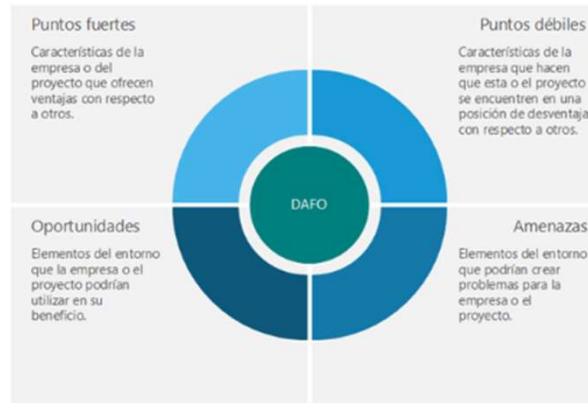 Puntos fuertes
Características de la
empresa o del
proyecto que ofrecen
ventajas con respecto
a otros.
Puntos débiles
Características de la
empresa que hacen
que esta o el proyecto
se encuentren en una
posición de desventaja
con respecto a otros.
DAFO
Oportunidades
Elementos del entorno
que la empresa o el
proyecto podrían
utilizar en su
beneficio.
Amenazas
Elementos del entorno
que podrían crear
problemas para la
empresa o el
proyecto.